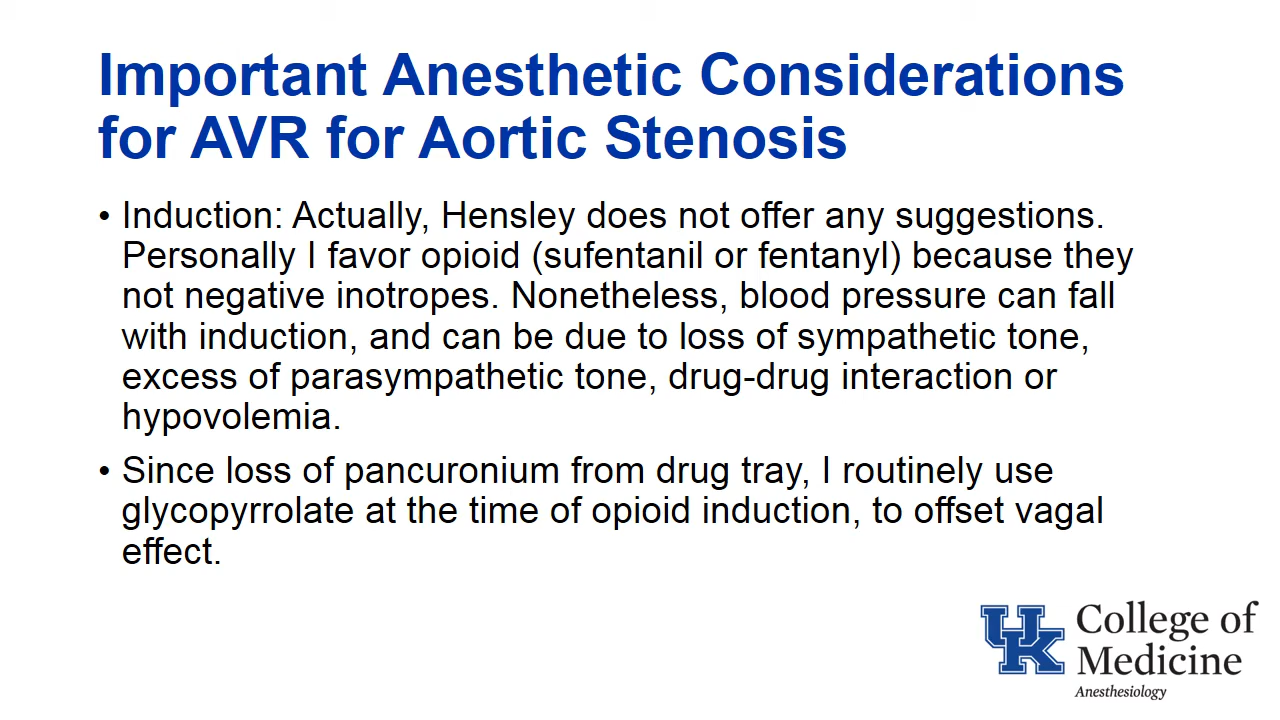 Important Anesthetic Considerations
for AVR for Aortic Stenosis
• Induction: Actually, Hensley does not offer any suggestions.
Personally I favor opioid (sufentanil or fentanyl) because they
not negative inotropes. Nonetheless, blood pressure can fall
with induction, and can be due to loss of sympathetic tone,
excess of parasympathetic tone, drug-drug interaction or
hypovolemia.
• Since loss of pancuronium from drug tray, I routinely use
glycopyrrolate at the time of opioid induction, to offset vagal
effect.
UK
College of
Medicine
Anesthesiology